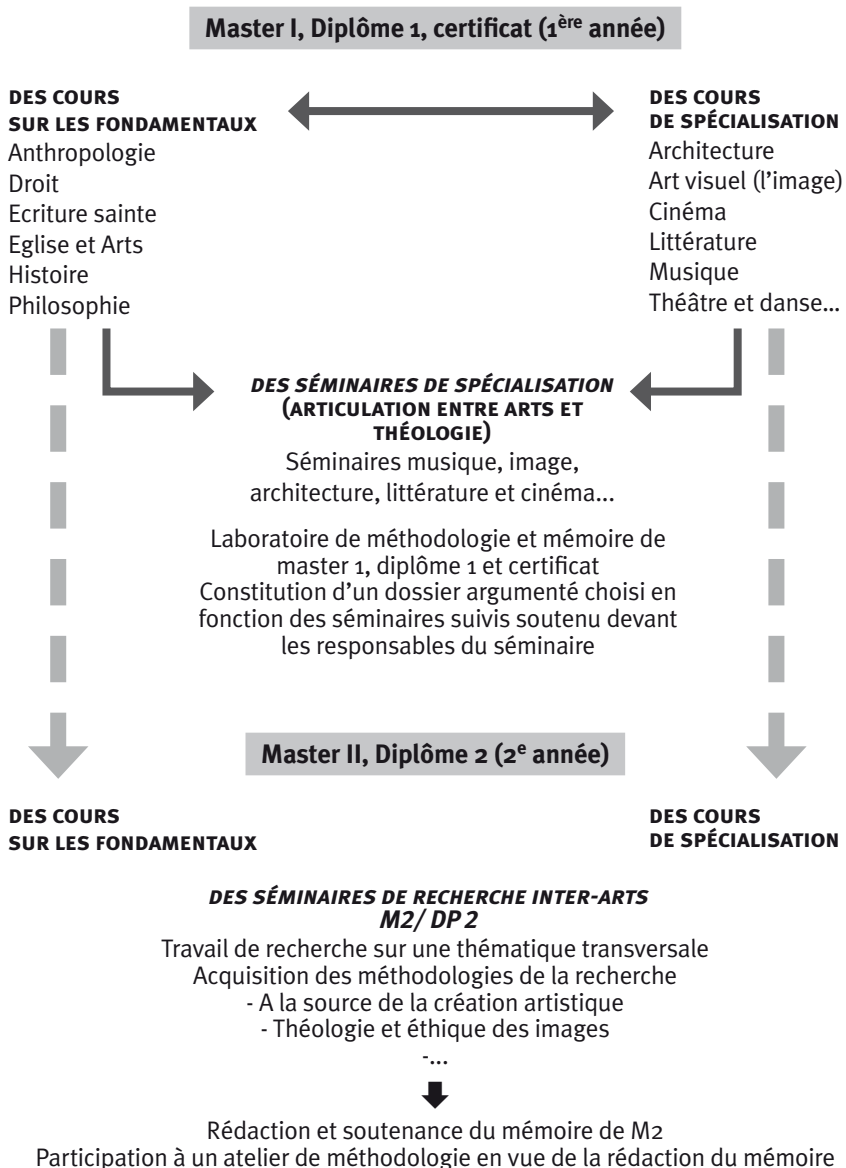 Master I, Diplôme 1, certificat (1ère année)
DES COURS
SUR LES FONDAMENTAUX
Anthropologie
Droit
Ecriture sainte
Eglise et Arts
Histoire
Philosophie
DES COURS
DE SPÉCIALISATION
Architecture
Art visuel (l'image)
Cinéma
Littérature
Musique
Théâtre et danse...
DES SÉMINAIRES DE SPÉCIALISATION
(ARTICULATION ENTRE ARTS ET
THÉOLOGIE)
Séminaires musique, image,
architecture, littérature et cinéma...
Laboratoire de méthodologie et mémoire de
master 1, diplôme 1 et certificat
Constitution d'un dossier argumenté choisi en
fonction des séminaires suivis soutenu devant
les responsables du séminaire
Master II, Diplôme 2 (2e année)
DES COURS
SUR LES FONDAMENTAUX
DES COURS
DE SPÉCIALISATION
DES SÉMINAIRES DE RECHERCHE INTER-ARTS
M2/ DP 2
Travail de recherche sur une thématique transversale
Acquisition des méthodologies de la recherche
- A la source de la création artistique
- Théologie et éthique des images
-...
Rédaction et soutenance du mémoire de M2
Participation à un atelier de méthodologie en vue de la rédaction du mémoire